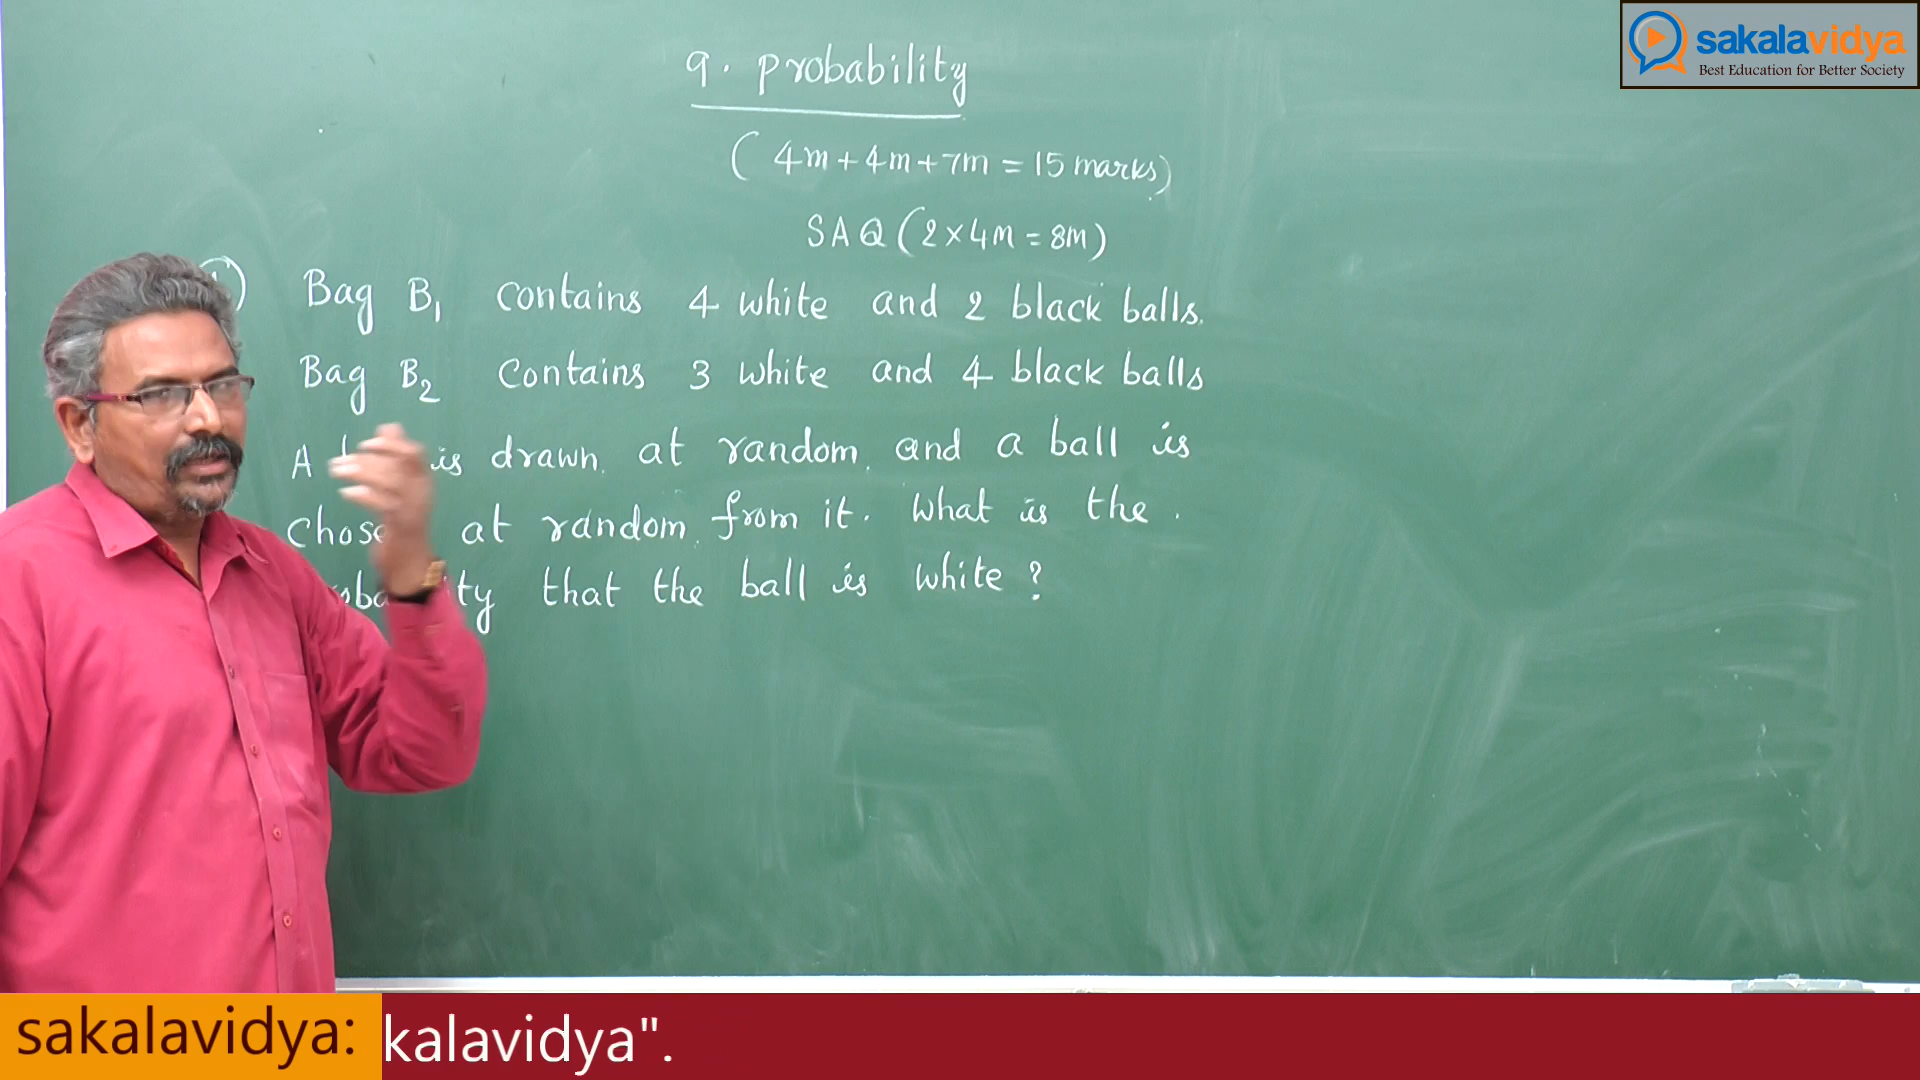 sakalavidya
Best Education for Better Society
9. probability
( 4m + 4m + 7m = 15 marks)
SAQ (2 × 4m = 8m)
Bag B1 contains 4 white and 2 black balls.
Bag B2 contains 3 white and 4 black balls
A is drawn at random and a ball is
at random from it. What is the
that the ball is white ?
sakalavidya: kalavidya".